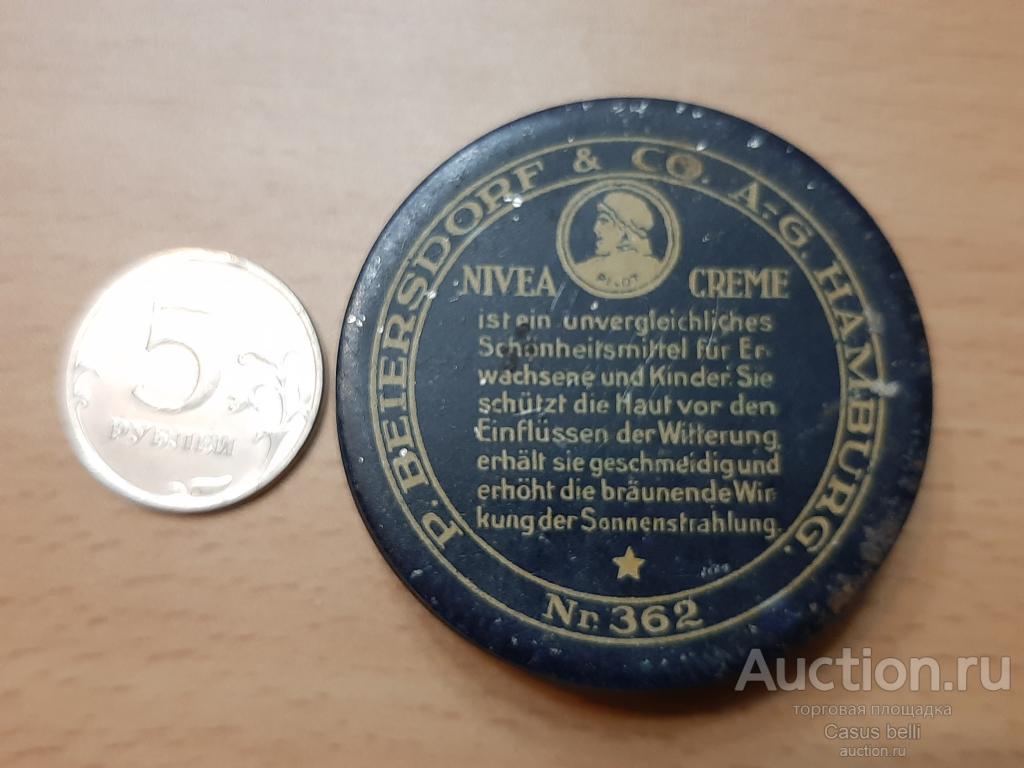 5
РУБЛЕЙ
P. BEIERSDORF & CO. A.-G. HAMBURG.
PILOT
NIVEA CREME
ist ein unvergleichliches
Schönheitsmittel für Er-
wachsene und Kinder. Sie
schützt die Haut vor den
Einflüssen der Witterung,
erhält sie geschmeidig und
erhöht die bräunende Wir-
kung der Sonnenstrahlung.
Nr. 362
Auction.ru
торговая площадка
Casus belli
auction.ru